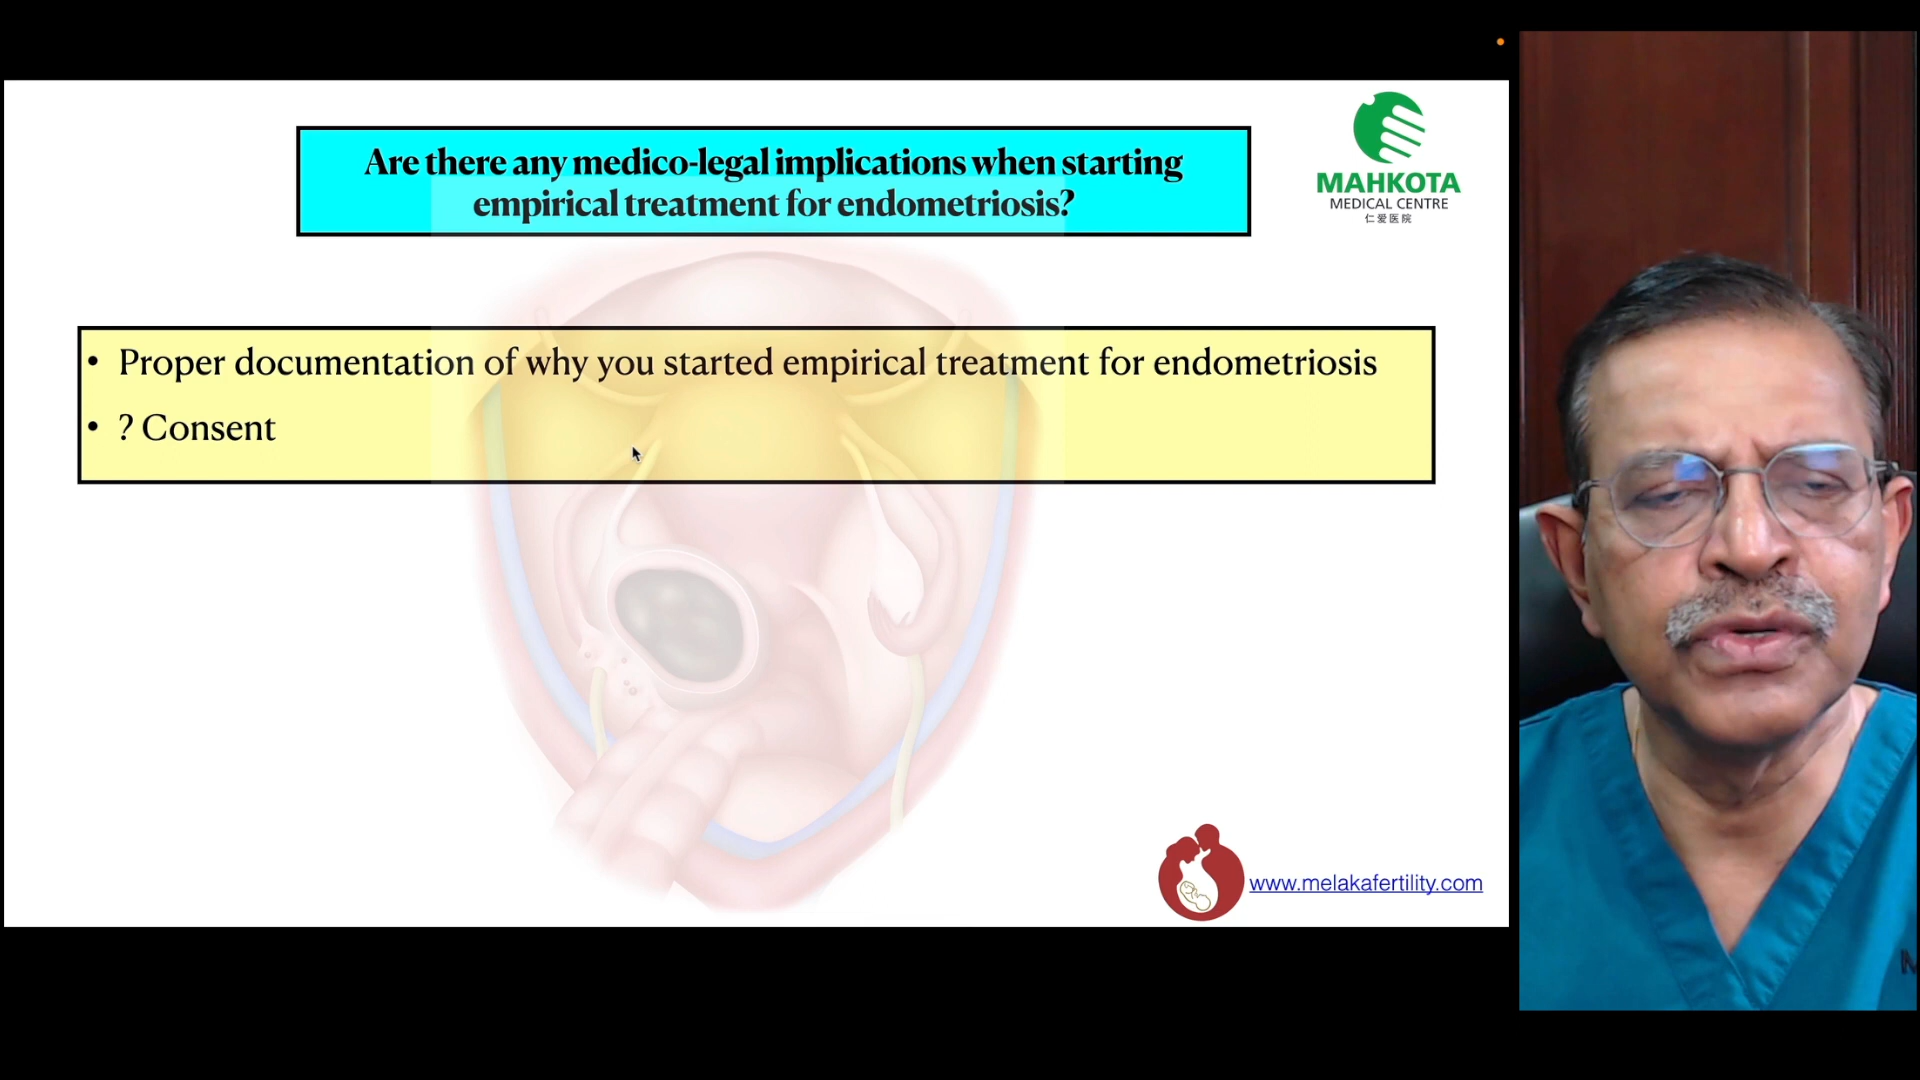 Are there any medico-legal implications when starting
empirical treatment for endometriosis?
MAHKOTA
MEDICAL CENTRE
仁爱医院
• Proper documentation of why you started empirical treatment for endometriosis
• ? Consent
www.melakafertility.com